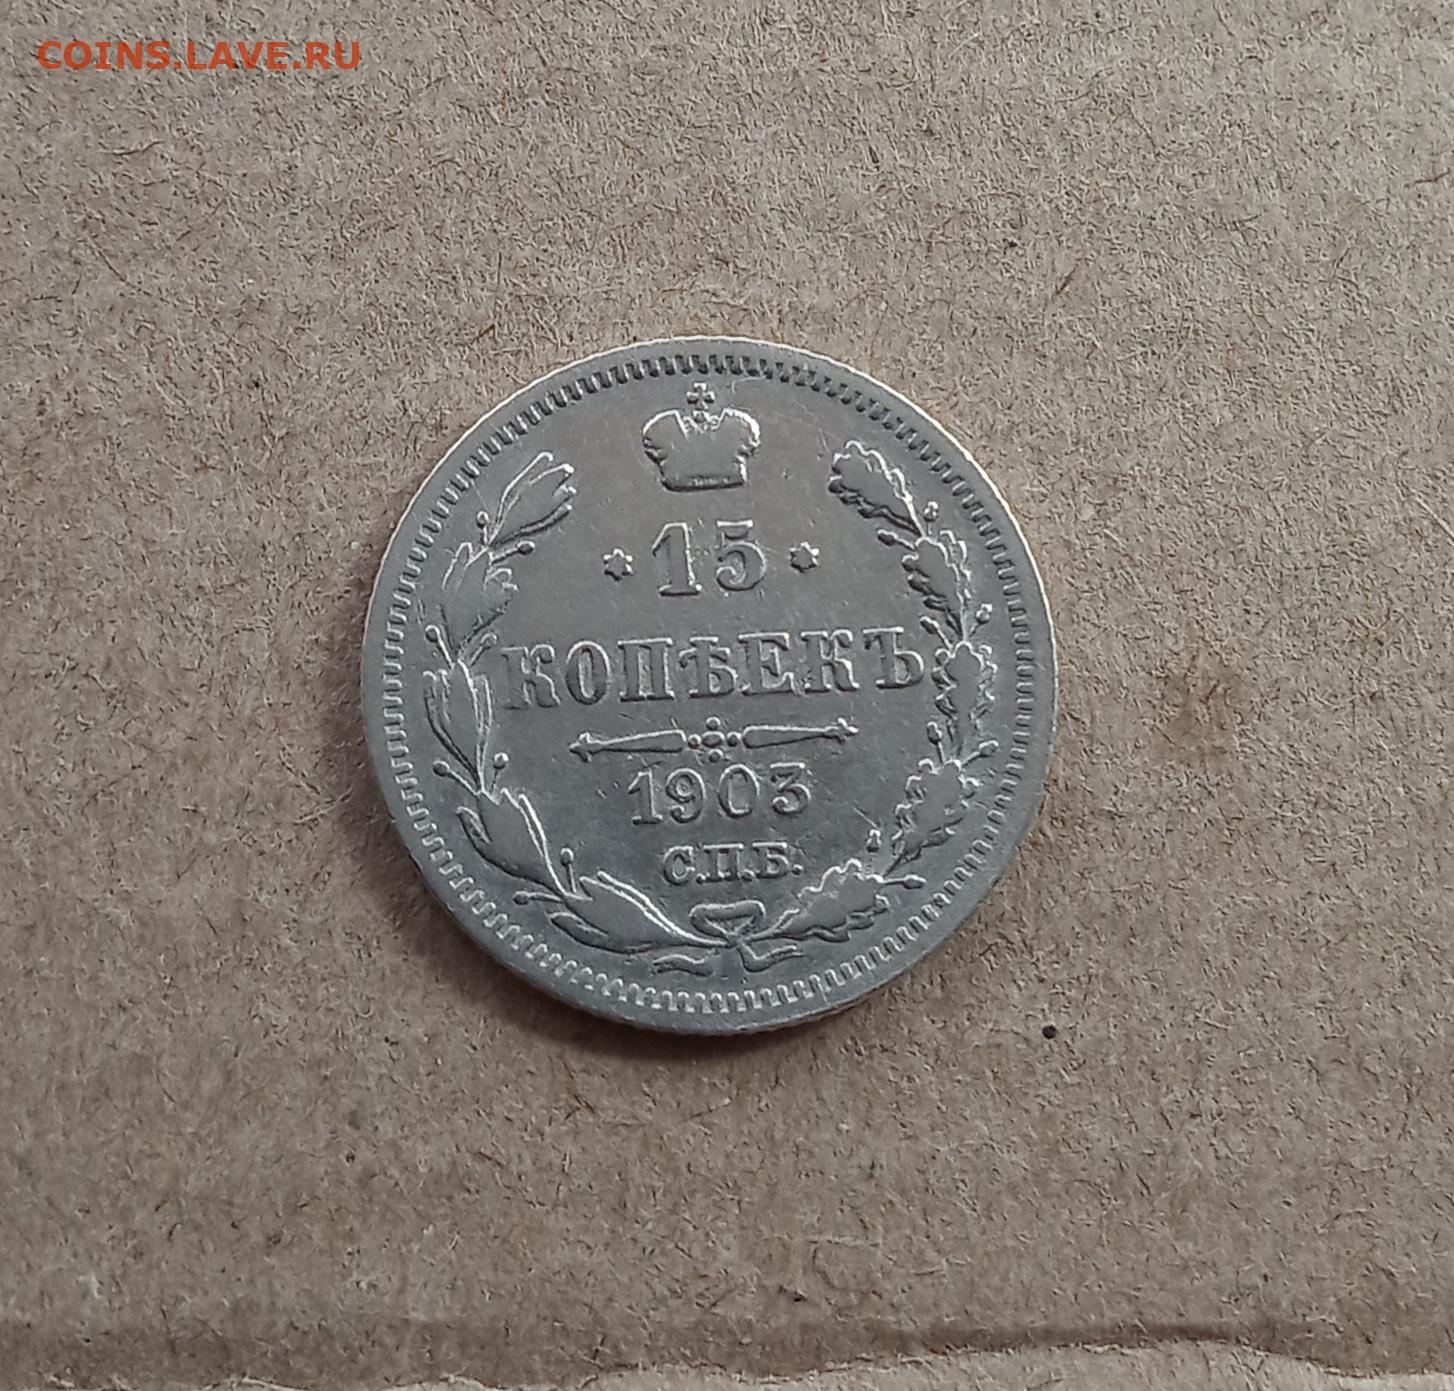 COINS.LAVE.RU
15
КОПѢЕКЪ
1903
С.П.Б.